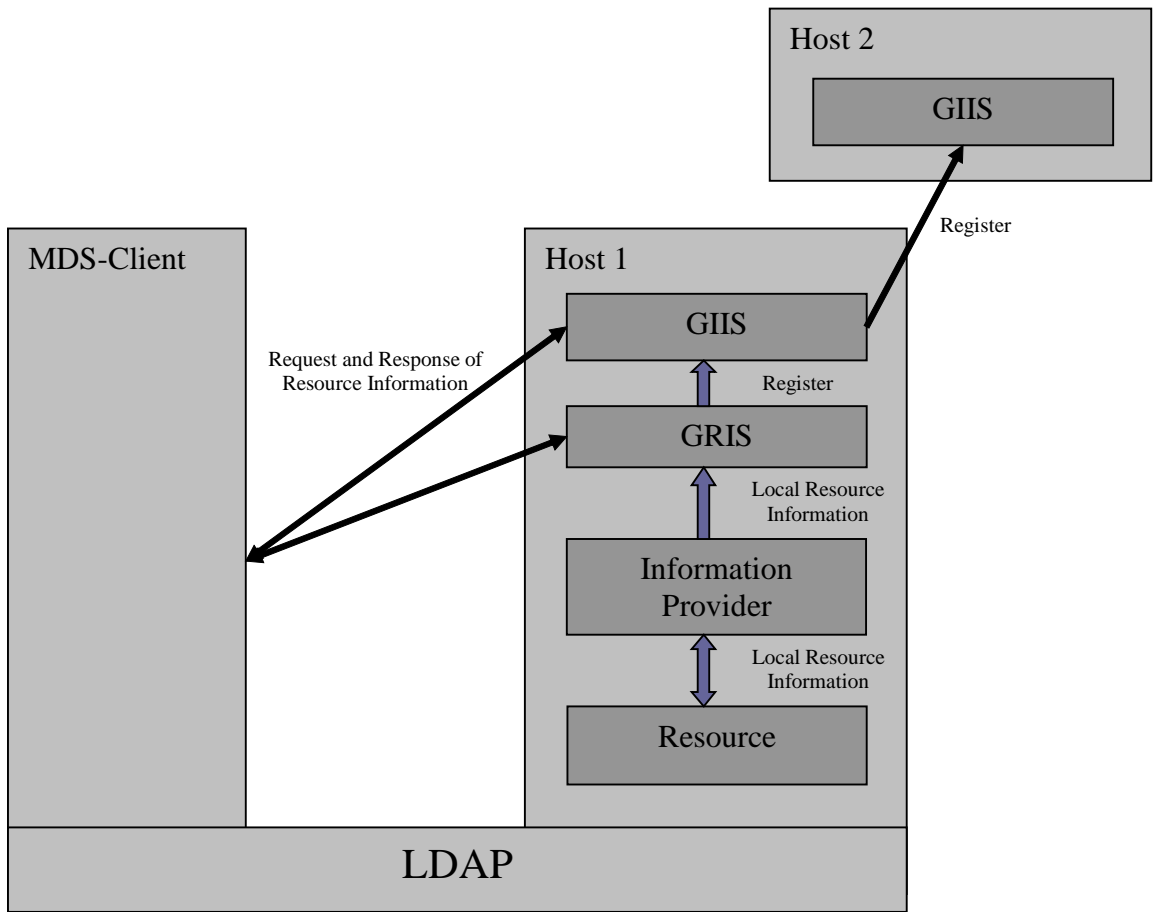 Host 2
GIIS
Register
MDS-Client
Host 1
GIIS
Request and Response of
Resource Information
Register
GRIS
Local Resource
Information
Information
Provider
Local Resource
Information
Resource
LDAP